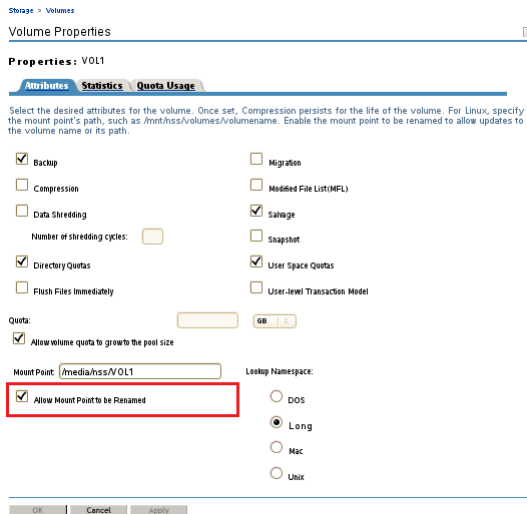 Storage > Volumes
Volume Properties
Properties: VOL1
Attributes Statistics Quota Usage
Select the desired attributes for the volume. Once set, Compression persists for the life of the volume. For Linux, specify
the mount point's path, such as /mnt/nss/volumes/volumename. Enable the mount point to be renamed to allow updates to
the volume name or its path.
Backup Migration
Compression Modified File List(MFL)
Data Shredding Salvage
Number of shredding cycles: Snapshot
Directory Quotas User Space Quotas
Flush Files Immediately User-level Transaction Model
Quota: GB
Allow volume quota to grow to the pool size
Mount Point: /media/nss/VOL1 Lookup Namespace:
Allow Mount Point to be Renamed DOS
Long
Mac
Unix
OK Cancel Apply